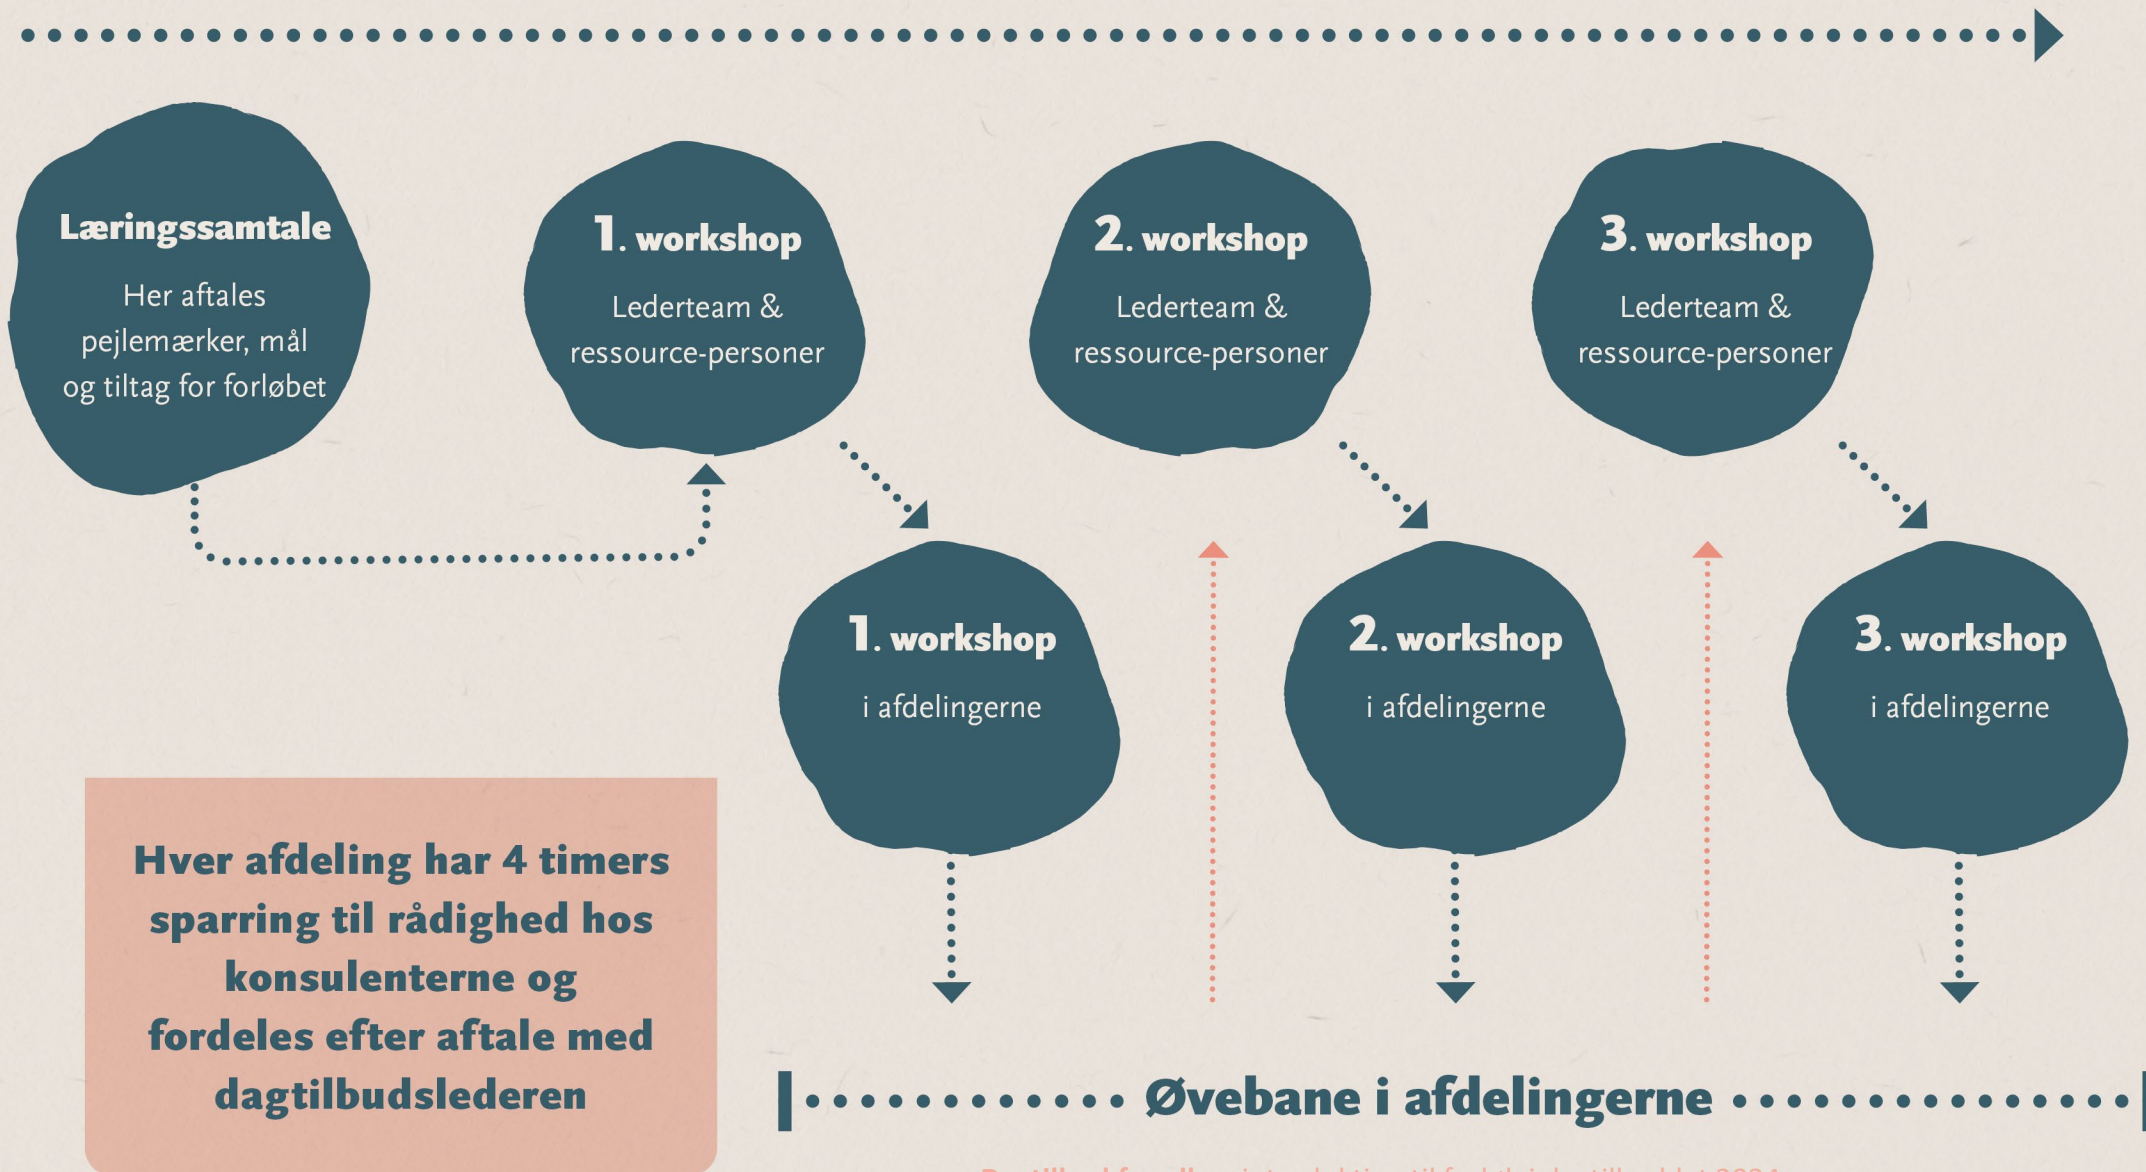 Læringssamtale
Her aftales
pejlemærker, mål
og tiltag for forløbet
1. workshop
Lederteam &
ressource-personer
2. workshop
Lederteam &
ressource-personer
3. workshop
Lederteam &
ressource-personer
1. workshop
i afdelingerne
2. workshop
i afdelingerne
3. workshop
i afdelingerne
Hver afdeling har 4 timers
sparring til rådighed hos
konsulenterne og
fordeles efter aftale med
dagtilbudslederen
Øvebane i afdelingerne